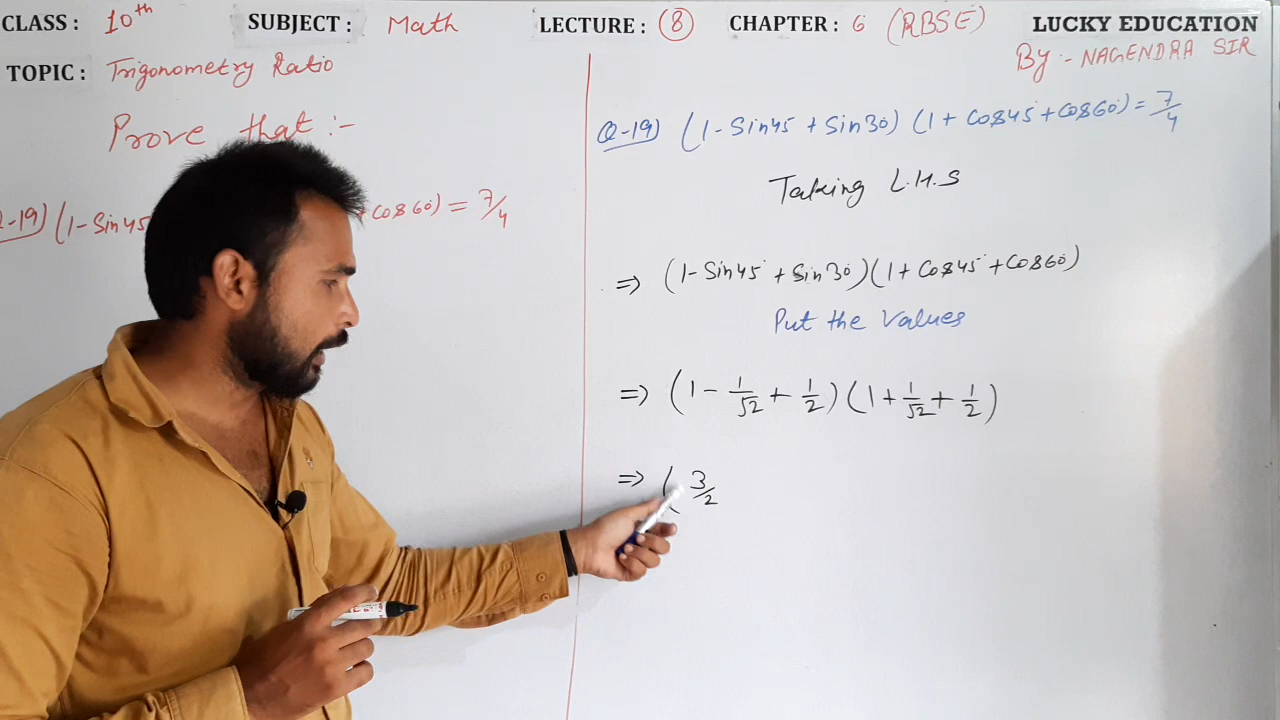 CLASS : 10th SUBJECT : Math LECTURE : 8 CHAPTER : 6 (RBSE) LUCKY EDUCATION
By :- NAGENDRA SIR
TOPIC : Trigonometry Ratio
Prove that :-
-19) (1 - Sin45 + Cos60) = 7/4
Q-19) (1 - Sin45 + Sin30) (1 + Cos45 + Cos60) = 7/4
Taking L.H.S
⇒ (1 - Sin45° + Sin30) (1 + Cos45° + Cos60)
Put the Values
⇒ (1 - 1/√2 + 1/2) (1 + 1/√2 + 1/2)
⇒ ( 3/2